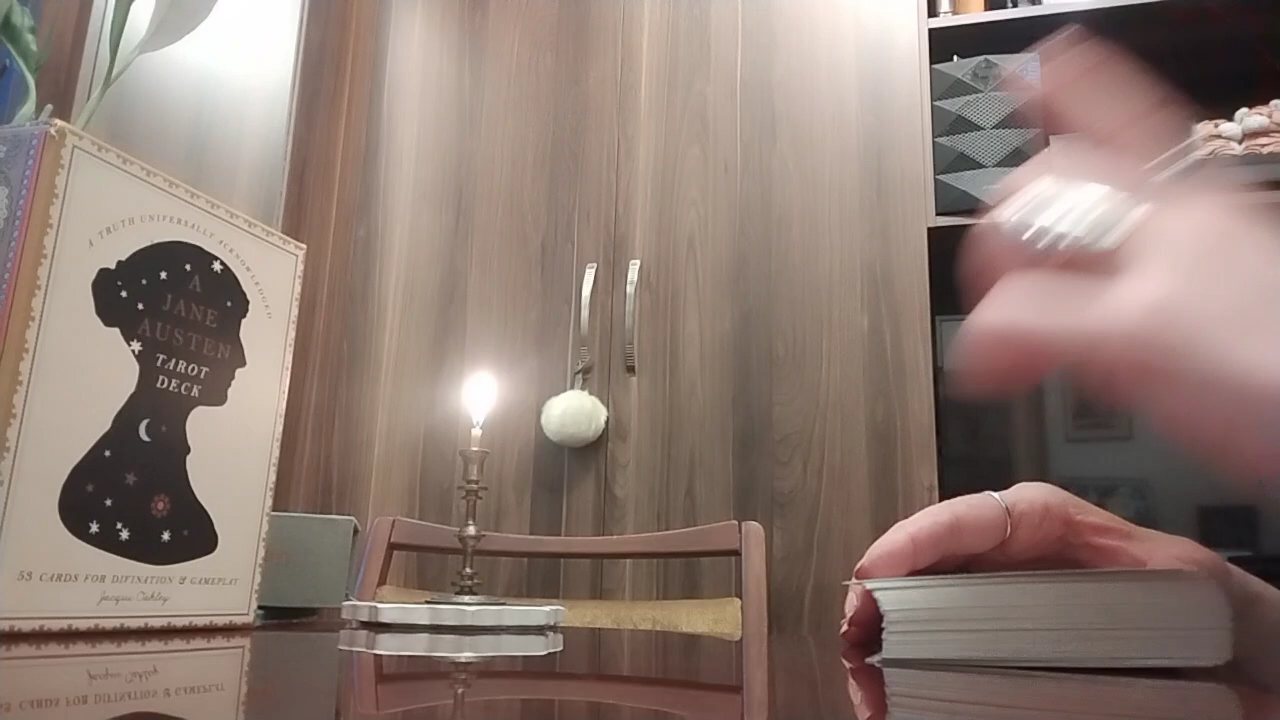 A TRUTH UNIVERSALLY ACKNOWLEDGED
A
JANE
AUSTEN
TAROT
DECK
53 CARDS FOR DIVINATION & GAMEPLAY
Jacqui Oakley